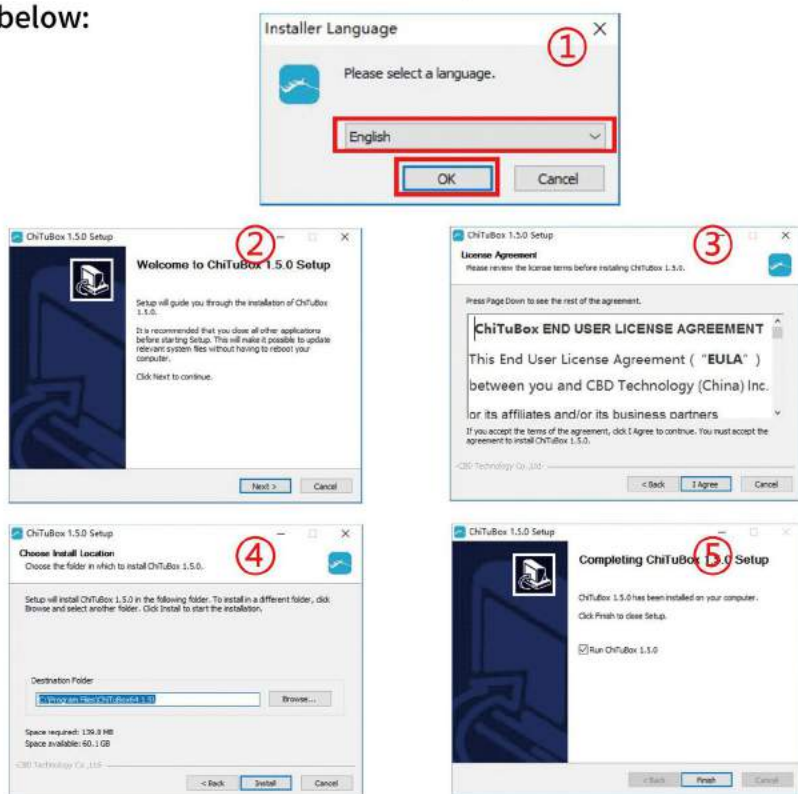 below:
Installer Language
①
Please select a language.
English
OK
Cancel
ChiTuBox 1.5.0 Setup
②
Welcome to ChiTuBox 1.5.0 Setup
Setup will guide you through the installation of ChiTuBox
1.5.0.
It is recommended that you close all other applications
before starting Setup. This will make it possible to update
relevant system files without having to reboot your
computer.
Click Next to continue.
Next >
Cancel
ChiTuBox 1.5.0 Setup
③
License Agreement
Please review the license terms before installing ChiTuBox 1.5.0.
Press Page Down to see the rest of the agreement.
ChiTuBox END USER LICENSE AGREEMENT
This End User License Agreement ( “EULA” )
between you and CBD Technology (China) Inc.
or its affiliates and/or its business partners
If you accept the terms of the agreement, click I Agree to continue. You must accept the
agreement to install ChiTuBox 1.5.0.
CBD Technology Co.,Ltd
< Back
I Agree
Cancel
ChiTuBox 1.5.0 Setup
④
Choose Install Location
Choose the folder in which to install ChiTuBox 1.5.0.
Setup will install ChiTuBox 1.5.0 in the following folder. To install in a different folder, click
Browse and select another folder. Click Install to start the installation.
Destination Folder
C:\Program Files\ChiTuBox64 1.5.0
Browse...
Space required: 139.8 MB
Space available: 60.1 GB
CBD Technology Co.,Ltd
< Back
Install
Cancel
ChiTuBox 1.5.0 Setup
⑤
Completing ChiTuBox 1.5.0 Setup
ChiTuBox 1.5.0 has been installed on your computer.
Click Finish to close Setup.
Run ChiTuBox 1.5.0
< Back
Finish
Cancel